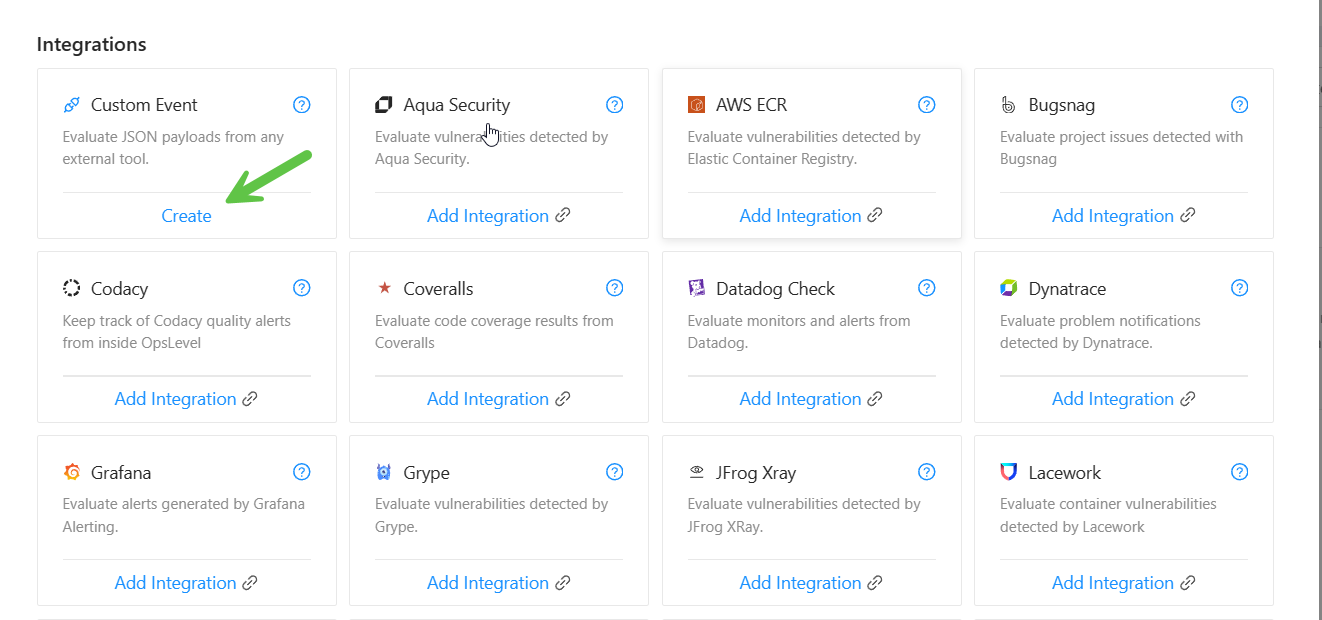 Integrations
Custom Event
Evaluate JSON payloads from any
external tool.
Create
Aqua Security
Evaluate vulnerabilities detected by
Aqua Security.
Add Integration
AWS ECR
Evaluate vulnerabilities detected by
Elastic Container Registry.
Add Integration
Bugsnag
Evaluate project issues detected with
Bugsnag
Add Integration
Codacy
Keep track of Codacy quality alerts
from inside OpsLevel
Add Integration
Coveralls
Evaluate code coverage results from
Coveralls
Add Integration
Datadog Check
Evaluate monitors and alerts from
Datadog.
Add Integration
Dynatrace
Evaluate problem notifications
detected by Dynatrace.
Add Integration
Grafana
Evaluate alerts generated by Grafana
Alerting.
Add Integration
Grype
Evaluate vulnerabilities detected by
Grype.
Add Integration
JFrog Xray
Evaluate vulnerabilities detected by
JFrog XRay.
Add Integration
Lacework
Evaluate container vulnerabilities
detected by Lacework
Add Integration